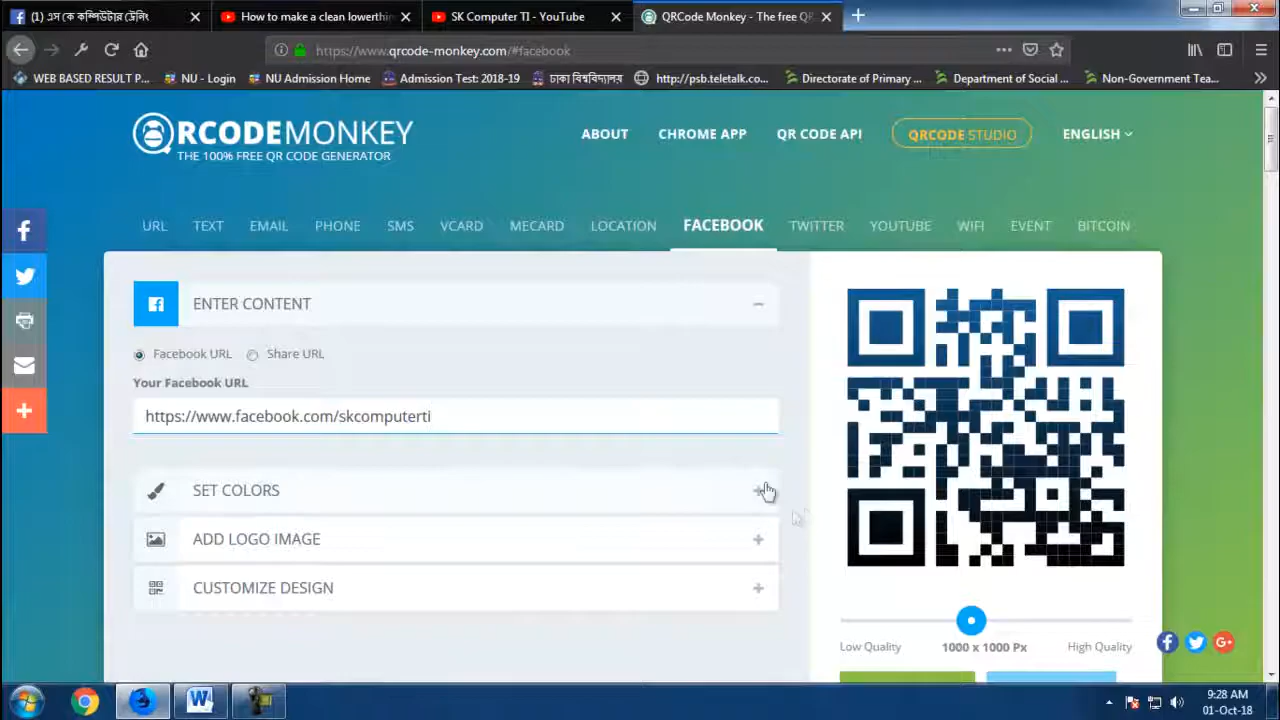 (1) এস কে কম্পিউটার ট্রেনিং
How to make a clean lowerthi
SK Computer TI - YouTube
QRCode Monkey - The free QR
https://www.qrcode-monkey.com/#facebook
WEB BASED RESULT P...
NU - Login
NU Admission Home
Admission Test: 2018-19
ঢাকা বিশ্ববিদ্যালয়
http://psb.teletalk.co...
Directorate of Primary ...
Department of Social ...
Non-Government Tea...
QRCODEMONKEY
THE 100% FREE QR CODE GENERATOR
ABOUT
CHROME APP
QR CODE API
QRCODE STUDIO
ENGLISH
URL
TEXT
EMAIL
PHONE
SMS
VCARD
MECARD
LOCATION
FACEBOOK
TWITTER
YOUTUBE
WIFI
EVENT
BITCOIN
ENTER CONTENT
Facebook URL
Share URL
Your Facebook URL
https://www.facebook.com/skcomputerti
SET COLORS
ADD LOGO IMAGE
CUSTOMIZE DESIGN
Low Quality
1000 x 1000 Px
High Quality
9:28 AM
01-Oct-18